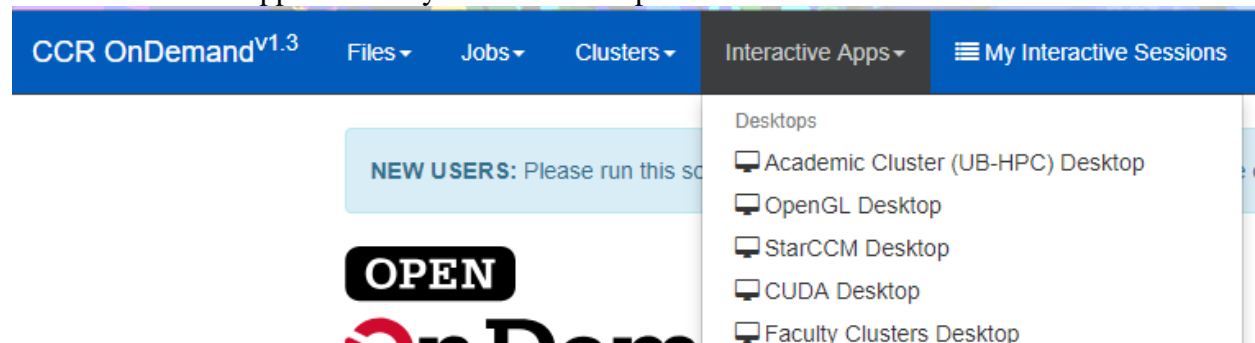 CCR OnDemand v1.3 Files Jobs Clusters Interactive Apps My Interactive Sessions
Desktops
NEW USERS: Please run this
Academic Cluster (UB-HPC) Desktop
OpenGL Desktop
StarCCM Desktop
OPEN
CUDA Desktop
Faculty Clusters Desktop